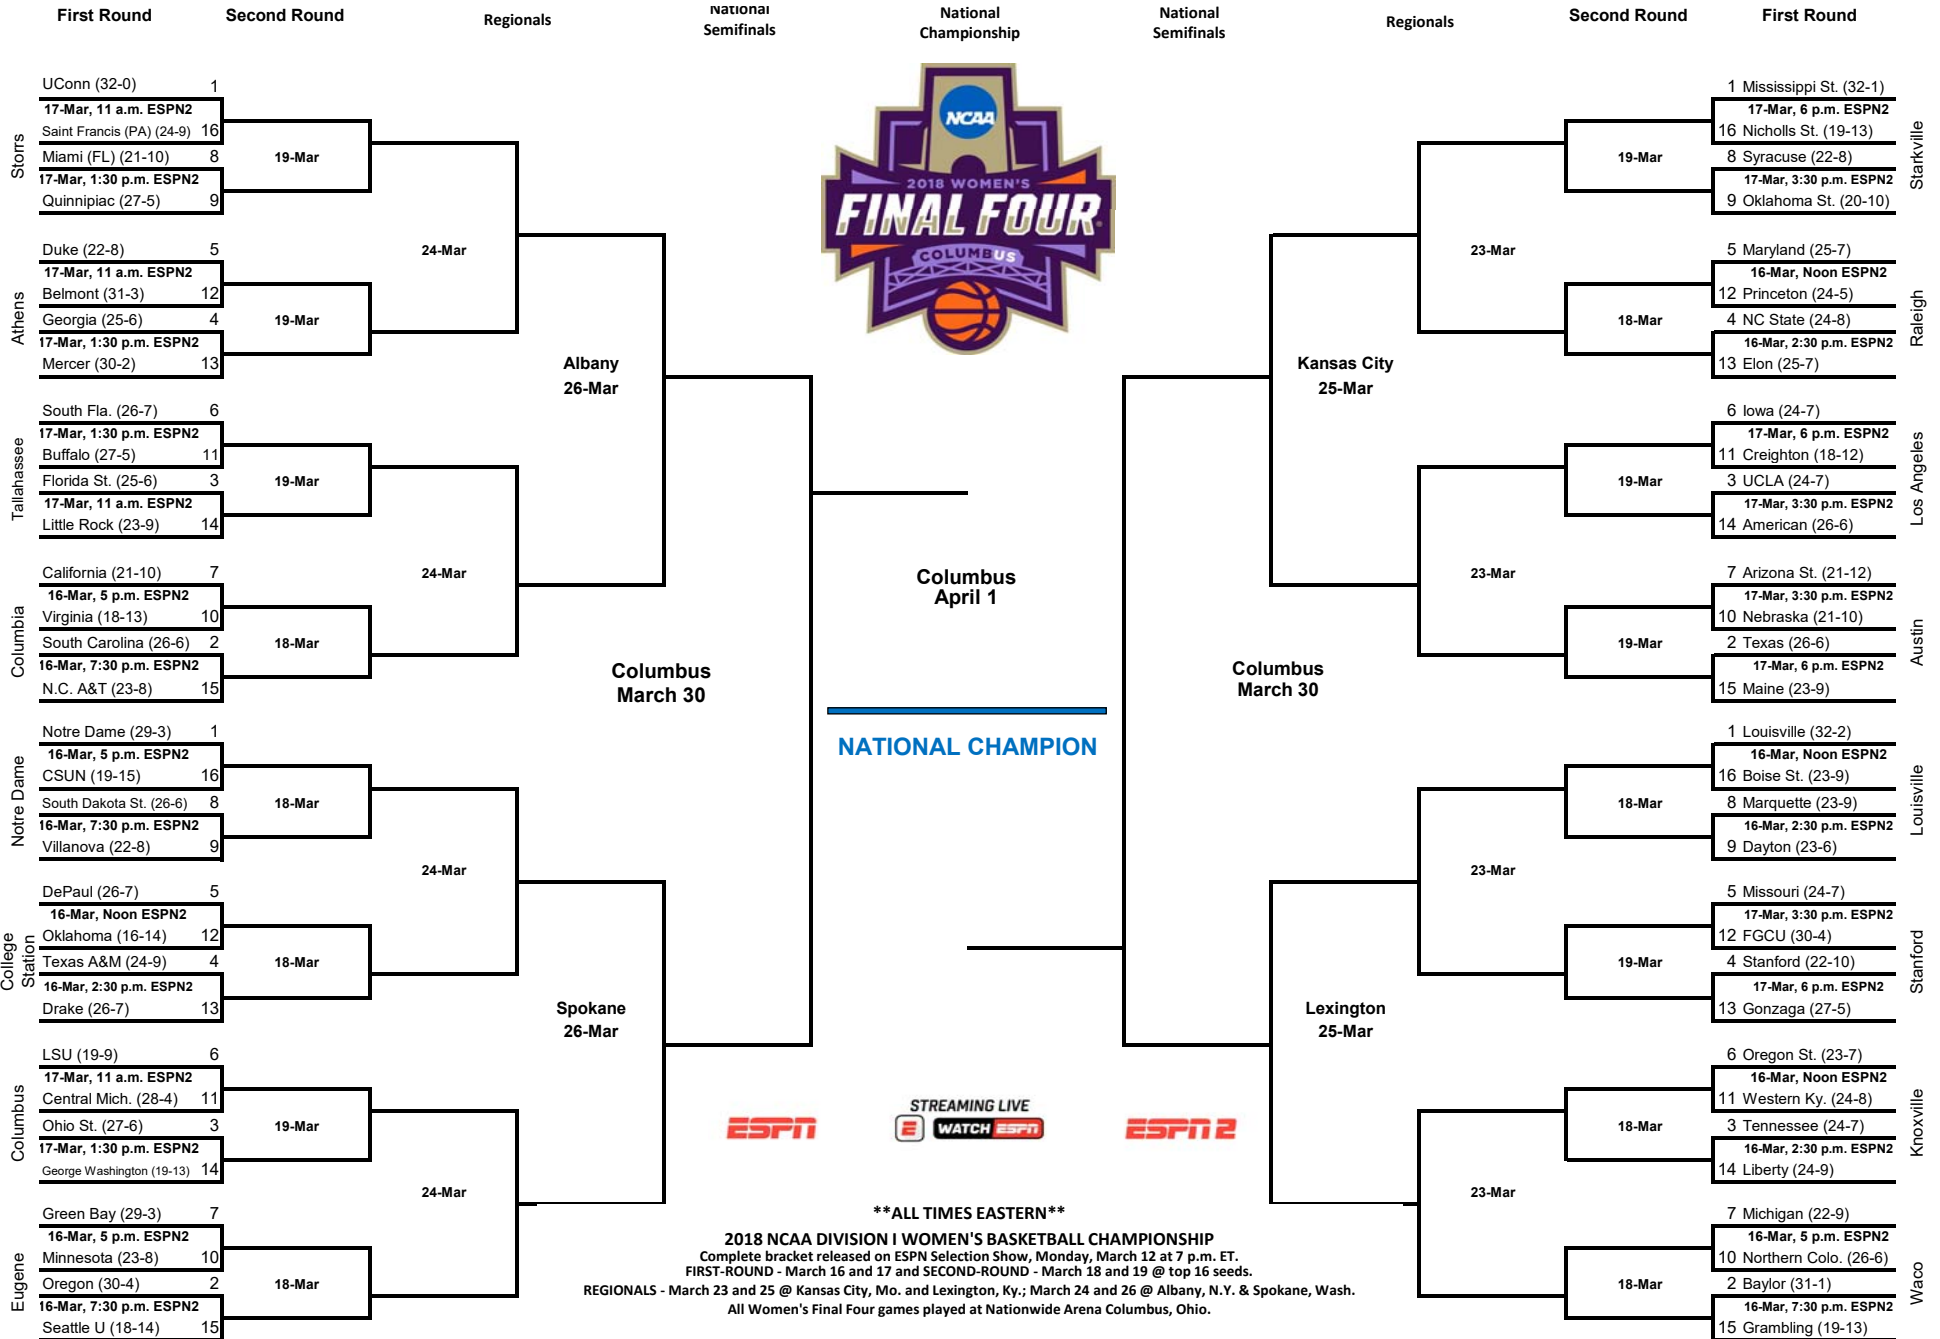 First Round
Second Round
Regionals
National
Semifinals
National
Championship
National
Semifinals
Regionals
Second Round
First Round
Storrs
UConn (32-0) 1
17-Mar, 11 a.m. ESPN2
Saint Francis (PA) (24-9) 16
19-Mar
Miami (FL) (21-10) 8
17-Mar, 1:30 p.m. ESPN2
Quinnipiac (27-5) 9
24-Mar
Athens
Duke (22-8) 5
17-Mar, 11 a.m. ESPN2
Belmont (31-3) 12
19-Mar
Georgia (25-6) 4
17-Mar, 1:30 p.m. ESPN2
Mercer (30-2) 13
Albany
26-Mar
Tallahassee
South Fla. (26-7) 6
17-Mar, 1:30 p.m. ESPN2
Buffalo (27-5) 11
19-Mar
Florida St. (25-6) 3
17-Mar, 11 a.m. ESPN2
Little Rock (23-9) 14
24-Mar
Columbia
California (21-10) 7
16-Mar, 5 p.m. ESPN2
Virginia (18-13) 10
18-Mar
South Carolina (26-6) 2
16-Mar, 7:30 p.m. ESPN2
N.C. A&T (23-8) 15
Columbus
March 30
Notre Dame
Notre Dame (29-3) 1
16-Mar, 5 p.m. ESPN2
CSUN (19-15) 16
18-Mar
South Dakota St. (26-6) 8
16-Mar, 7:30 p.m. ESPN2
Villanova (22-8) 9
24-Mar
College
Station
DePaul (26-7) 5
16-Mar, Noon ESPN2
Oklahoma (16-14) 12
18-Mar
Texas A&M (24-9) 4
16-Mar, 2:30 p.m. ESPN2
Drake (26-7) 13
Spokane
26-Mar
Columbus
LSU (19-9) 6
17-Mar, 11 a.m. ESPN2
Central Mich. (28-4) 11
19-Mar
Ohio St. (27-6) 3
17-Mar, 1:30 p.m. ESPN2
George Washington (19-13) 14
24-Mar
Eugene
Green Bay (29-3) 7
16-Mar, 5 p.m. ESPN2
Minnesota (23-8) 10
18-Mar
Oregon (30-4) 2
16-Mar, 7:30 p.m. ESPN2
Seattle U (18-14) 15
NCAA
2018 WOMEN'S
FINAL FOUR
COLUMBUS
Columbus
April 1
NATIONAL CHAMPION
ESPN
STREAMING LIVE
E WATCH ESPN
ESPN 2
**ALL TIMES EASTERN**
2018 NCAA DIVISION I WOMEN'S BASKETBALL CHAMPIONSHIP
Complete bracket released on ESPN Selection Show, Monday, March 12 at 7 p.m. ET.
FIRST-ROUND - March 16 and 17 and SECOND-ROUND - March 18 and 19 @ top 16 seeds.
REGIONALS - March 23 and 25 @ Kansas City, Mo. and Lexington, Ky.; March 24 and 26 @ Albany, N.Y. & Spokane, Wash.
All Women's Final Four games played at Nationwide Arena Columbus, Ohio.
Starkville
1 Mississippi St. (32-1)
17-Mar, 6 p.m. ESPN2
16 Nicholls St. (19-13)
19-Mar
8 Syracuse (22-8)
17-Mar, 3:30 p.m. ESPN2
9 Oklahoma St. (20-10)
23-Mar
Raleigh
5 Maryland (25-7)
16-Mar, Noon ESPN2
12 Princeton (24-5)
18-Mar
4 NC State (24-8)
16-Mar, 2:30 p.m. ESPN2
13 Elon (25-7)
Kansas City
25-Mar
Los Angeles
6 Iowa (24-7)
17-Mar, 6 p.m. ESPN2
11 Creighton (18-12)
19-Mar
3 UCLA (24-7)
17-Mar, 3:30 p.m. ESPN2
14 American (26-6)
23-Mar
Austin
7 Arizona St. (21-12)
17-Mar, 3:30 p.m. ESPN2
10 Nebraska (21-10)
19-Mar
2 Texas (26-6)
17-Mar, 6 p.m. ESPN2
15 Maine (23-9)
Columbus
March 30
Louisville
1 Louisville (32-2)
16-Mar, Noon ESPN2
16 Boise St. (23-9)
18-Mar
8 Marquette (23-9)
16-Mar, 2:30 p.m. ESPN2
9 Dayton (23-6)
23-Mar
Stanford
5 Missouri (24-7)
17-Mar, 3:30 p.m. ESPN2
12 FGCU (30-4)
19-Mar
4 Stanford (22-10)
17-Mar, 6 p.m. ESPN2
13 Gonzaga (27-5)
Lexington
25-Mar
Knoxville
6 Oregon St. (23-7)
16-Mar, Noon ESPN2
11 Western Ky. (24-8)
18-Mar
3 Tennessee (24-7)
16-Mar, 2:30 p.m. ESPN2
14 Liberty (24-9)
23-Mar
Waco
7 Michigan (22-9)
16-Mar, 5 p.m. ESPN2
10 Northern Colo. (26-6)
18-Mar
2 Baylor (31-1)
16-Mar, 7:30 p.m. ESPN2
15 Grambling (19-13)